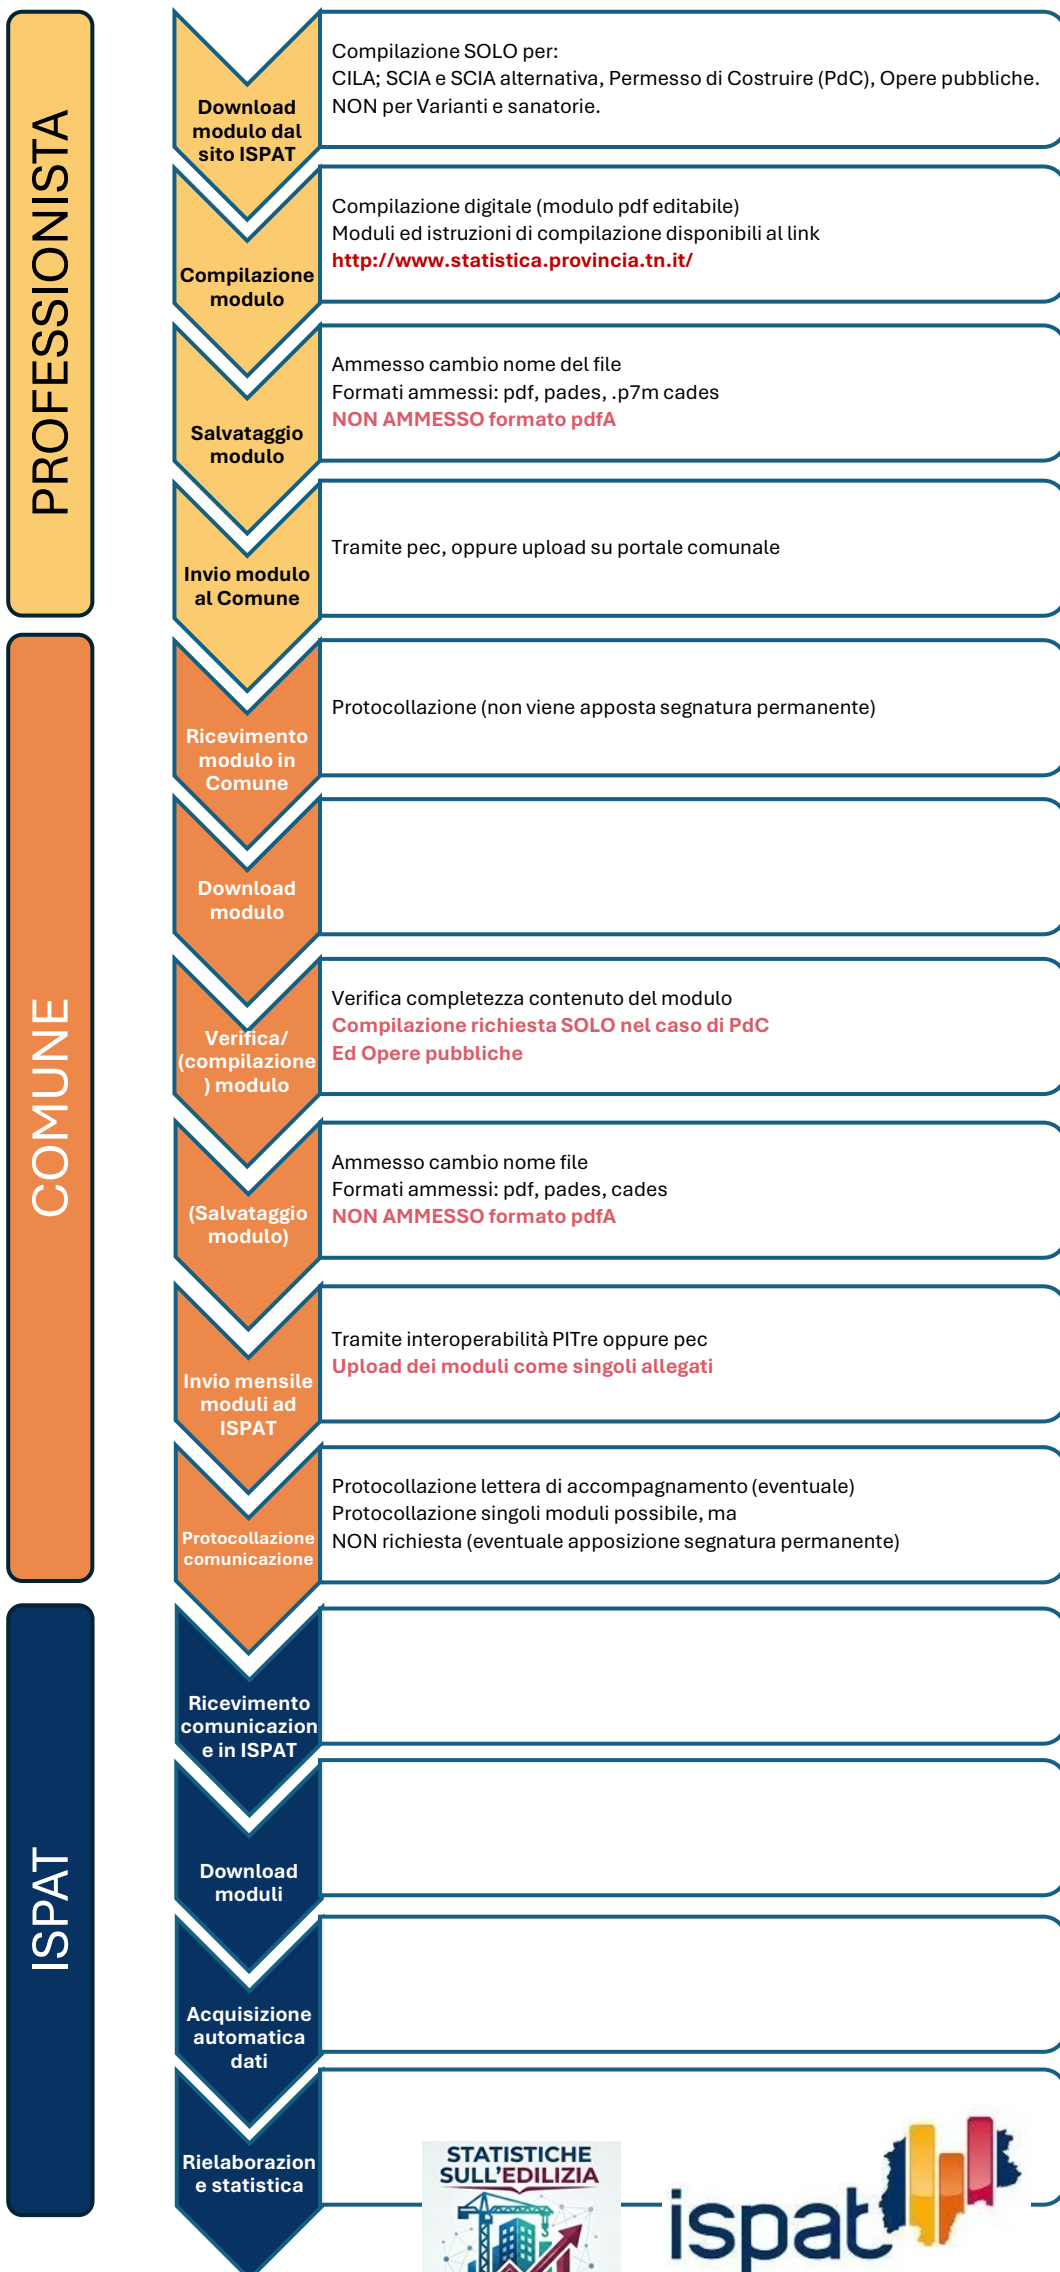 PROFESSIONISTA
Download
modulo dal
sito ISPAT
Compilazione SOLO per:
CILA; SCIA e SCIA alternativa, Permesso di Costruire (PdC), Opere pubbliche.
NON per Varianti e sanatorie.
Compilazione
modulo
Compilazione digitale (modulo pdf editabile)
Moduli ed istruzioni di compilazione disponibili al link
http://www.statistica.provincia.tn.it/
Salvataggio
modulo
Ammesso cambio nome del file
Formati ammessi: pdf, pades, .p7m cades
NON AMMESSO formato pdfA
Invio modulo
al Comune
Tramite pec, oppure upload su portale comunale
COMUNE
Ricevimento
modulo in
Comune
Protocollazione (non viene apposta segnatura permanente)
Download
modulo
Verifica/
(compilazione
) modulo
Verifica completezza contenuto del modulo
Compilazione richiesta SOLO nel caso di PdC
Ed Opere pubbliche
(Salvataggio
modulo)
Ammesso cambio nome file
Formati ammessi: pdf, pades, cades
NON AMMESSO formato pdfA
Invio mensile
moduli ad
ISPAT
Tramite interoperabilità PITre oppure pec
Upload dei moduli come singoli allegati
Protocollazione
comunicazione
Protocollazione lettera di accompagnamento (eventuale)
Protocollazione singoli moduli possibile, ma
NON richiesta (eventuale apposizione segnatura permanente)
ISPAT
Ricevimento
comunicazion
e in ISPAT
Download
moduli
Acquisizione
automatica
dati
Rielaborazion
e statistica
STATISTICHE
SULL'EDILIZIA
ispat